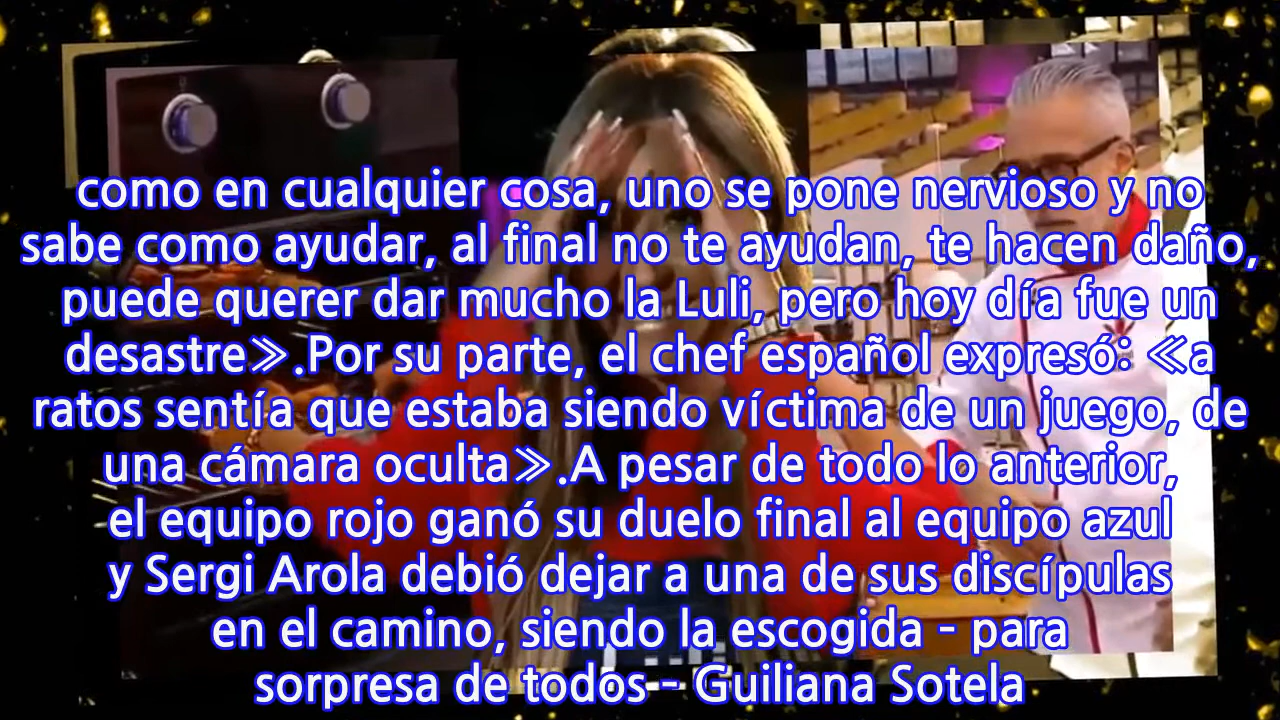 como en cualquier cosa, uno se pone nervioso y no
sabe como ayudar, al final no te ayudan, te hacen daño,
puede querer dar mucho la Luli, pero hoy día fue un
desastre≫.Por su parte, el chef español expresó: ≪a
ratos sentía que estaba siendo víctima de un juego, de
una cámara oculta≫.A pesar de todo lo anterior,
el equipo rojo ganó su duelo final al equipo azul
y Sergi Arola debió dejar a una de sus discípulas
en el camino, siendo la escogida - para
sorpresa de todos - Guiliana Sotela